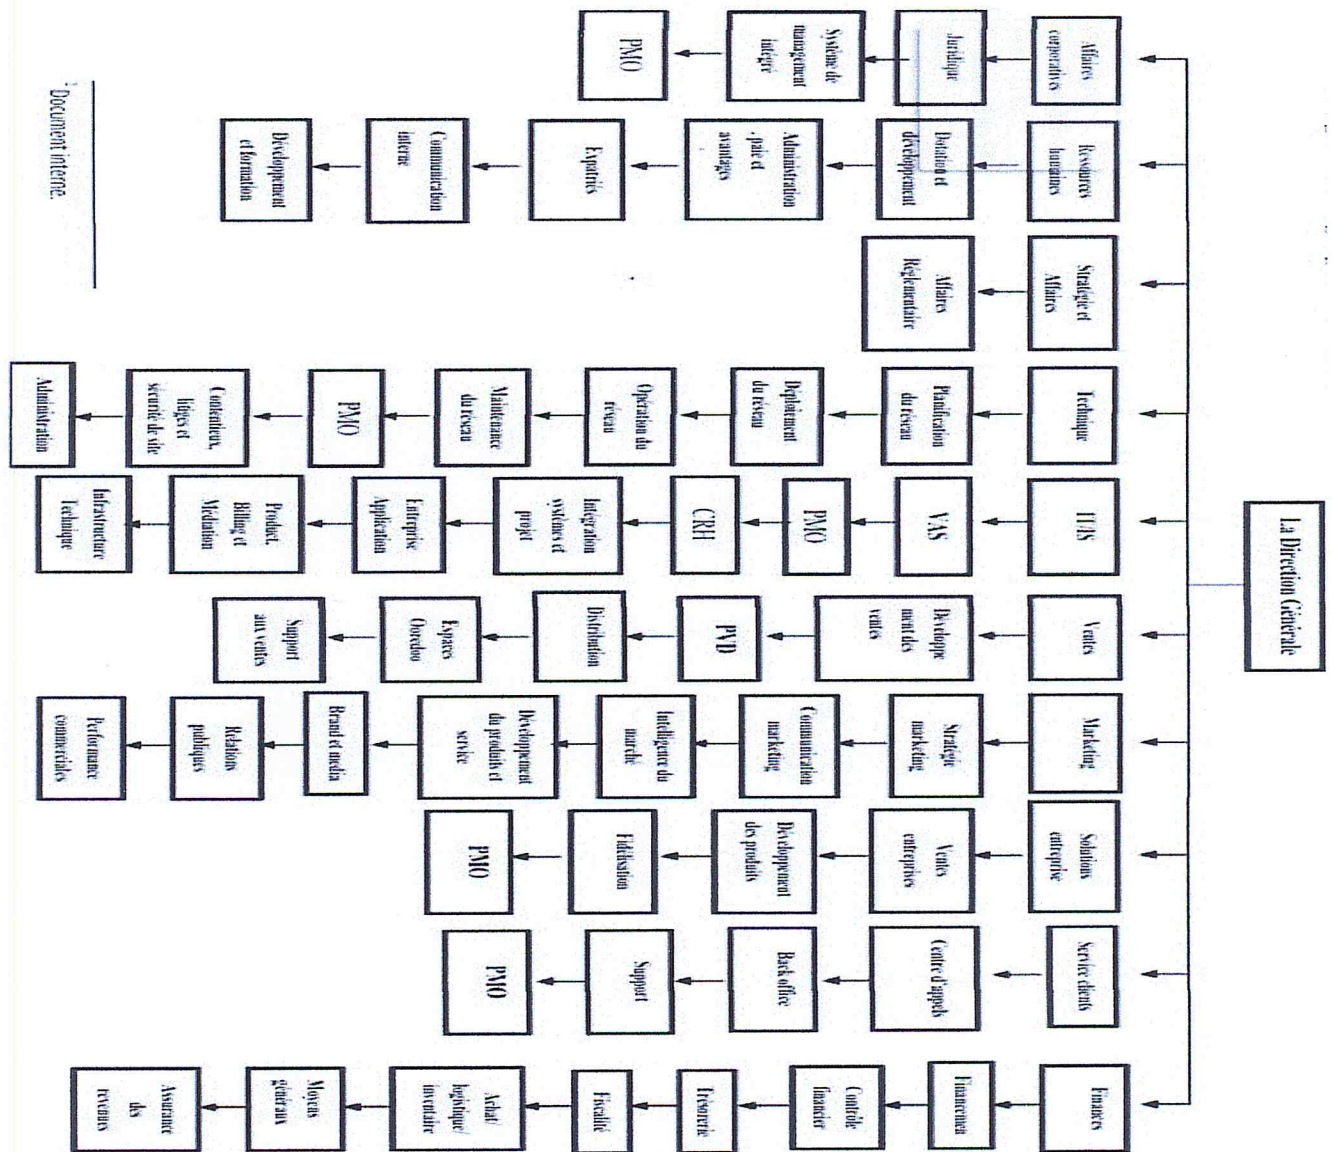 La Direction Générale
Affaires
corporatives
Juridique
Système de
management
intégré
PMO
Ressources
humaines
Dotation et
développement
Administration
, paie et
avantages
Expatriés
Communication
interne
Développement
et formation
Stratégie et
Affaires
Affaires
Réglementaire
Technique
Planification
du réseau
Déploiement
du réseau
Opération du
réseau
Maintenance
du réseau
PMO
Contentieux,
litiges et
sécurité de site
Administration
IT/IS
VAS
PMO
CRH
Intégration
systèmes et
projet
Entreprise
Application
Product,
Billing et
Médiation
Infrastructure
Technique
Ventes
Développe
ment des
ventes
PVD
Distribution
Espaces
Ooredoo
Support
aux ventes
Marketing
Stratégie
marketing
Communication
marketing
Intelligence du
marché
Développement
du produits et
service
Brand et media
Relations
publiques
Performance
commerciales
Solutions
entreprise
Ventes
entreprises
Développement
des produits
Fidélisation
PMO
Service clients
Centre d'appels
Back office
Support
PMO
Finances
Financemen
Contrôle
financier
Trésorerie
Fiscalité
Achat/
logistique/
inventaire
Moyens
généraux
Assurance
des
revenues
Document interne.